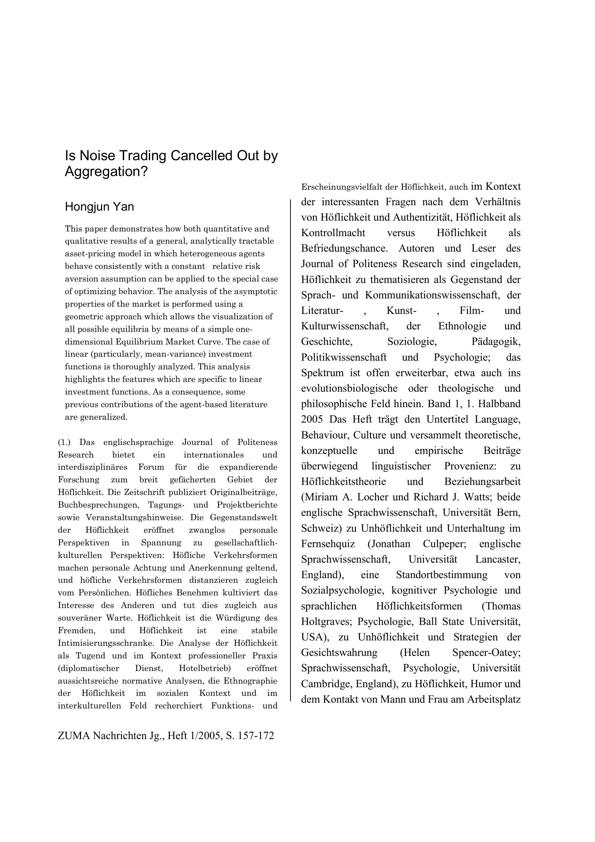 Is Noise Trading Cancelled Out by
Aggregation?
Hongjun Yan
This paper demonstrates how both quantitative and
qualitative results of a general, analytically tractable
asset-pricing model in which heterogeneous agents
behave consistently with a constant relative risk
aversion assumption can be applied to the special case
of optimizing behavior. The analysis of the asymptotic
properties of the market is performed using a
geometric approach which allows the visualization of
all possible equilibria by means of a simple one-
dimensional Equilibrium Market Curve. The case of
linear (particularly, mean-variance) investment
functions is thoroughly analyzed. This analysis
highlights the features which are specific to linear
investment functions. As a consequence, some
previous contributions of the agent-based literature
are generalized.
(1.) Das englischsprachige Journal of Politeness
Research bietet ein internationales und
interdisziplinäres Forum für die expandierende
Forschung zum breit gefächerten Gebiet der
Höflichkeit. Die Zeitschrift publiziert Originalbeiträge,
Buchbesprechungen, Tagungs- und Projektberichte
sowie Veranstaltungshinweise. Die Gegenstandswelt
der Höflichkeit eröffnet zwanglos personale
Perspektiven in Spannung zu gesellschaftlich-
kulturellen Perspektiven: Höfliche Verkehrsformen
machen personale Achtung und Anerkennung geltend,
und höfliche Verkehrsformen distanzieren zugleich
vom Persönlichen. Höfliches Benehmen kultiviert das
Interesse des Anderen und tut dies zugleich aus
souveräner Warte. Höflichkeit ist die Würdigung des
Fremden, und Höflichkeit ist eine stabile
Intimisierungsschranke. Die Analyse der Höflichkeit
als Tugend und im Kontext professioneller Praxis
(diplomatischer Dienst, Hotelbetrieb) eröffnet
aussichtsreiche normative Analysen, die Ethnographie
der Höflichkeit im sozialen Kontext und im
interkulturellen Feld recherchiert Funktions- und
Erscheinungsvielfalt der Höflichkeit, auch im Kontext
der interessanten Fragen nach dem Verhältnis
von Höflichkeit und Authentizität, Höflichkeit als
Kontrollmacht versus Höflichkeit als
Befriedungschance. Autoren und Leser des
Journal of Politeness Research sind eingeladen,
Höflichkeit zu thematisieren als Gegenstand der
Sprach- und Kommunikationswissenschaft, der
Literatur- , Kunst- , Film- und
Kulturwissenschaft, der Ethnologie und
Geschichte, Soziologie, Pädagogik,
Politikwissenschaft und Psychologie; das
Spektrum ist offen erweiterbar, etwa auch ins
evolutionsbiologische oder theologische und
philosophische Feld hinein. Band 1, 1. Halbband
2005 Das Heft trägt den Untertitel Language,
Behaviour, Culture und versammelt theoretische,
konzeptuelle und empirische Beiträge
überwiegend linguistischer Provenienz: zu
Höflichkeitstheorie und Beziehungsarbeit
(Miriam A. Locher und Richard J. Watts; beide
englische Sprachwissenschaft, Universität Bern,
Schweiz) zu Unhöflichkeit und Unterhaltung im
Fernsehquiz (Jonathan Culpeper; englische
Sprachwissenschaft, Universität Lancaster,
England), eine Standortbestimmung von
Sozialpsychologie, kognitiver Psychologie und
sprachlichen Höflichkeitsformen (Thomas
Holtgraves; Psychologie, Ball State Universität,
USA), zu Unhöflichkeit und Strategien der
Gesichtswahrung (Helen Spencer-Oatey;
Sprachwissenschaft, Psychologie, Universität
Cambridge, England), zu Höflichkeit, Humor und
dem Kontakt von Mann und Frau am Arbeitsplatz
ZUMA Nachrichten Jg., Heft 1/2005, S. 157-172